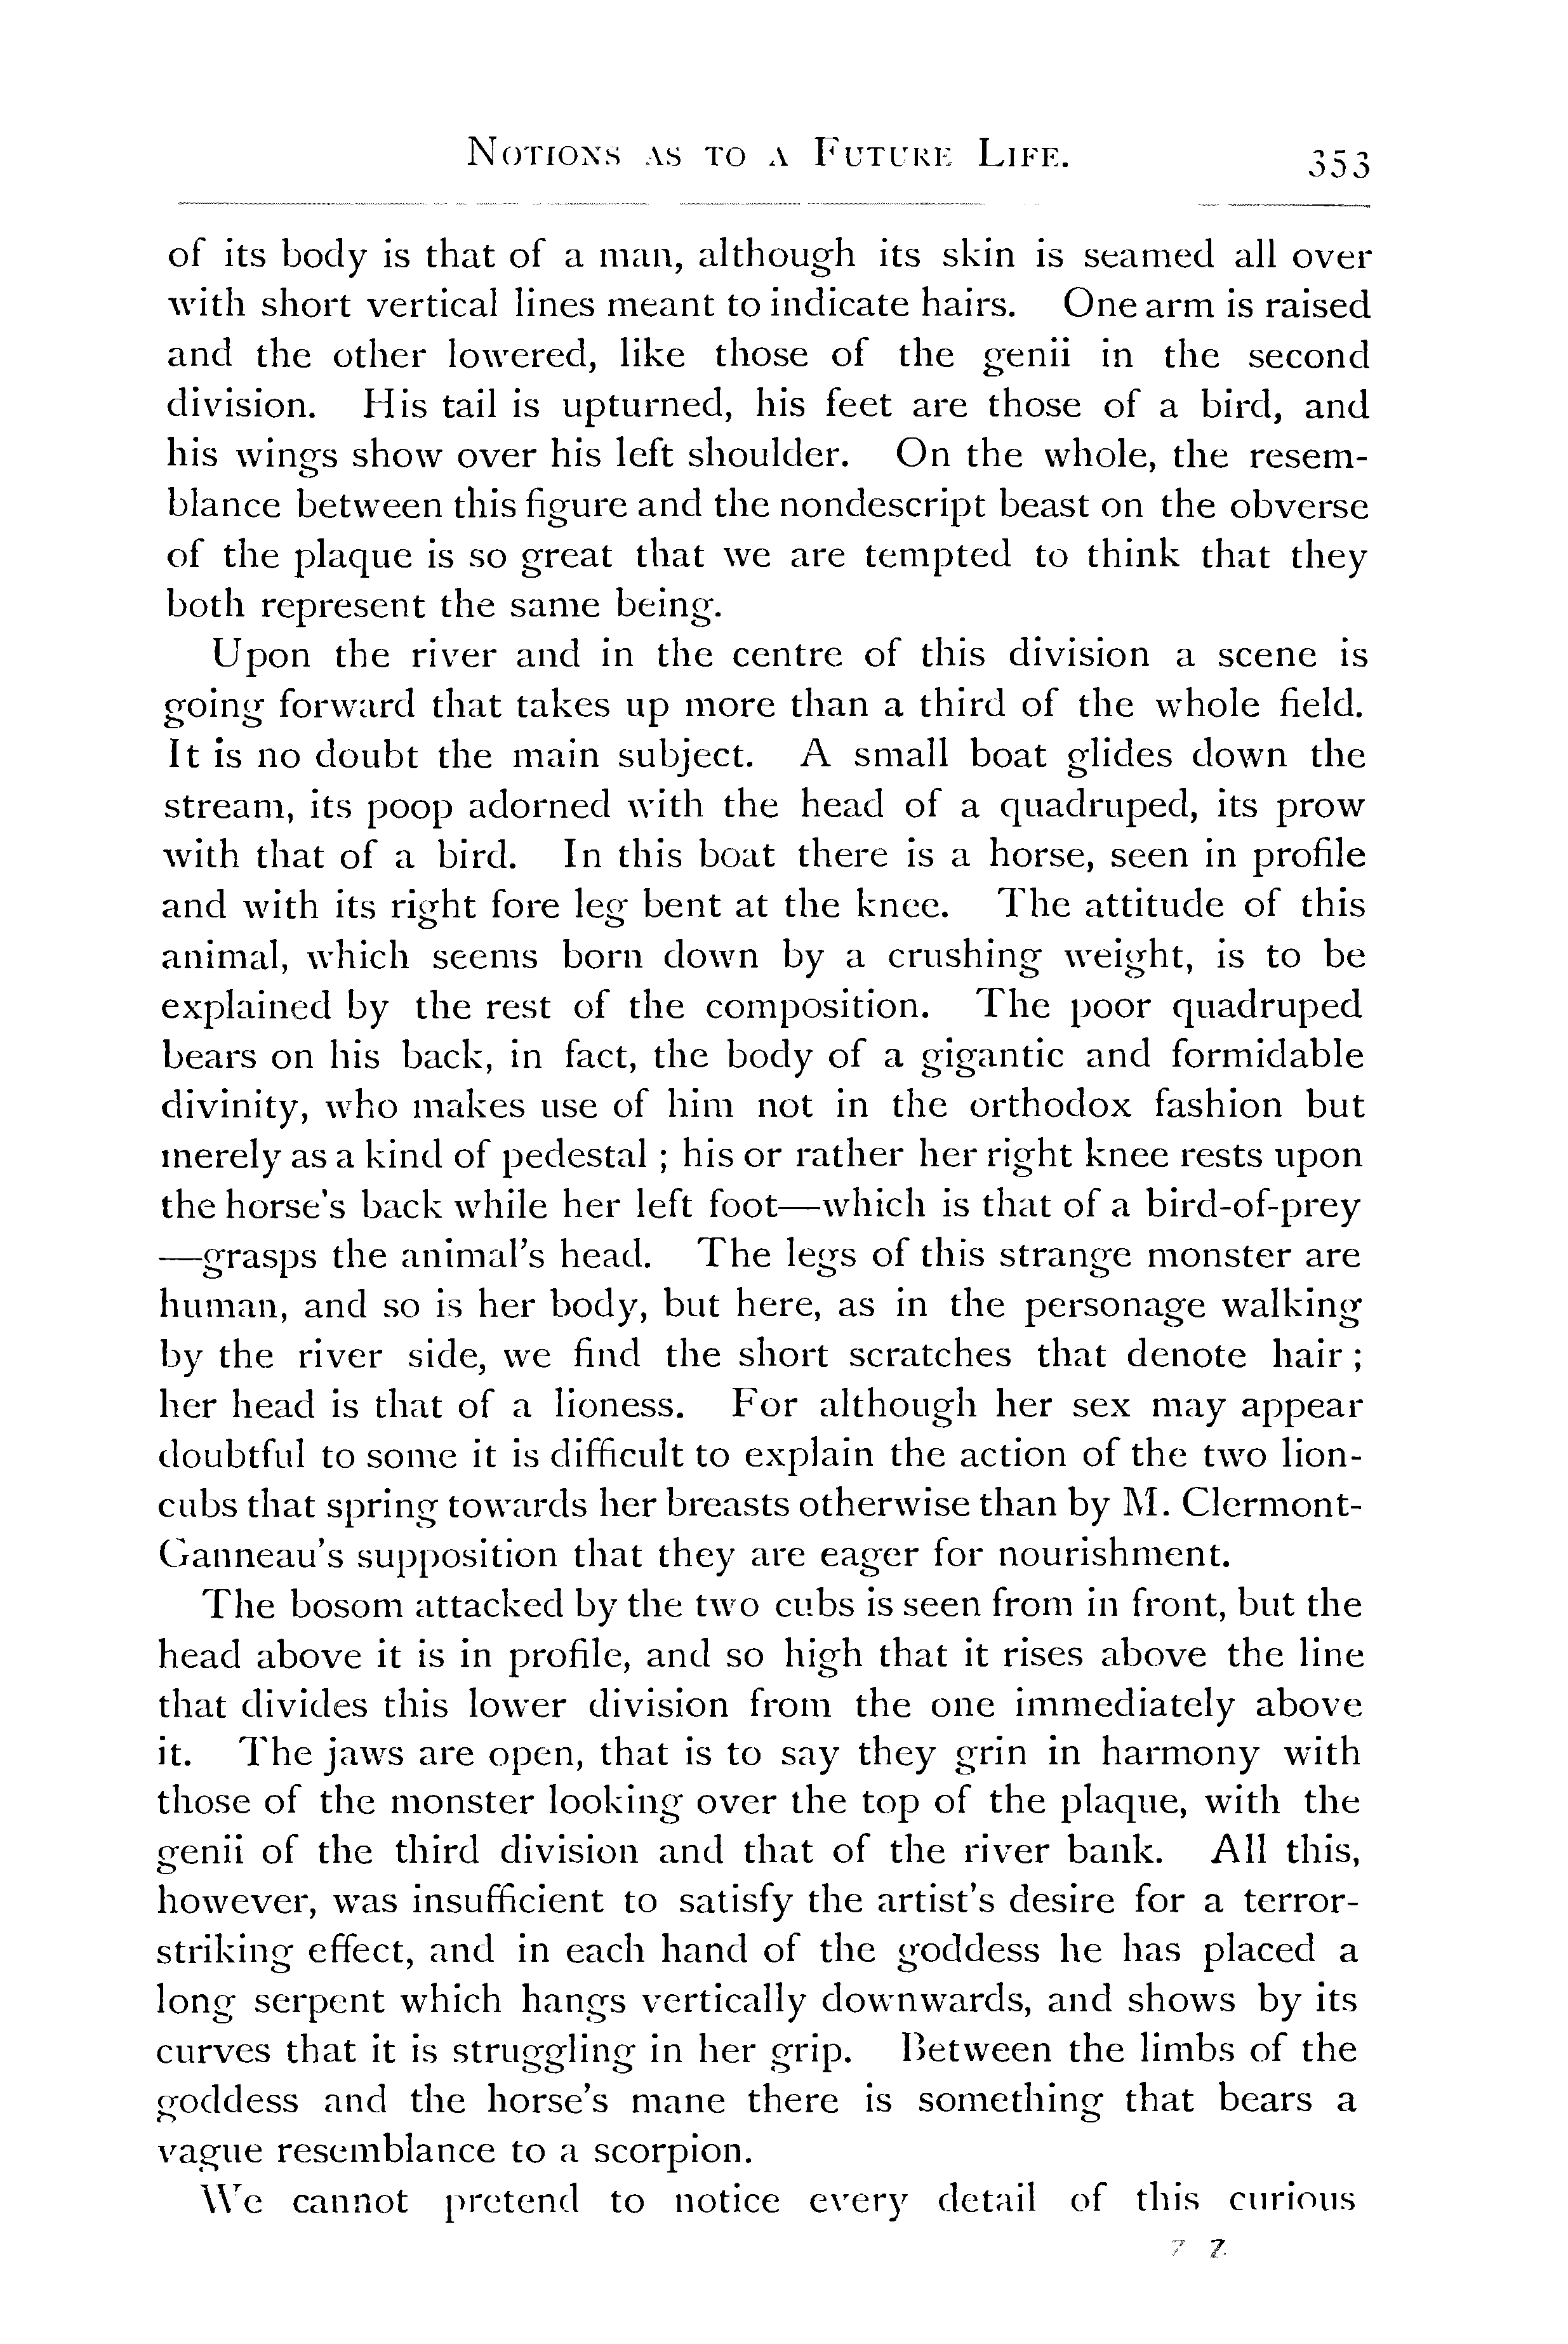 Notions as to a Future Life. 353
of its body is that of a man, although its skin is seamed all over
with short vertical lines meant to indicate hairs. One arm is raised
and the other lowered, like those of the genii in the second
division. His tail is upturned, his feet are those of a bird, and
his wings show over his left shoulder. On the whole, the resem-
blance between this figure and the nondescript beast on the obverse
of the plaque is so great that we are tempted to think that they
both represent the same being.
Upon the river and in the centre of this division a scene is
going forward that takes up more than a third of the whole field.
It is no doubt the main subject. A small boat glides down the
stream, its poop adorned with the head of a quadruped, its prow
with that of a bird. In this boat there is a horse, seen in profile
and with its right fore leg bent at the knee. The attitude of this
animal, which seems born down by a crushing weight, is to be
explained by the rest of the composition. The poor quadruped
bears on his back, in fact, the body of a gigantic and formidable
divinity, who makes use of him not in the orthodox fashion but
merely as a kind of pedestal ; his or rather her right knee rests upon
the horse's back while her left foot—which is that of a bird-of-prey
—grasps the animal's head. The legs of this strange monster are
human, and so is her body, but here, as in the personage walking
by the river side, we find the short scratches that denote hair ;
her head is that of a lioness. For although her sex may appear
doubtful to some it is difficult to explain the action of the two lion-
cubs that spring towards her breasts otherwise than by M. Clermont-
Ganneau's supposition that they are eager for nourishment.
The bosom attacked by the two cubs is seen from in front, but the
head above it is in profile, and so high that it rises above the line
that divides this lower division from the one immediately above
it. The jaws are open, that is to say they grin in harmony with
those of the monster looking over the top of the plaque, with the
genii of the third division and that of the river bank. All this,
however, was insufficient to satisfy the artist's desire for a terror-
striking effect, and in each hand of the goddess he has placed a
long serpent which hangs vertically downwards, and shows by its
curves that it is struggling in her grip. Between the limbs of the
goddess and the horse's mane there is something that bears a
vague resemblance to a scorpion.
We cannot pretend to notice every detail of this curious
Z Z